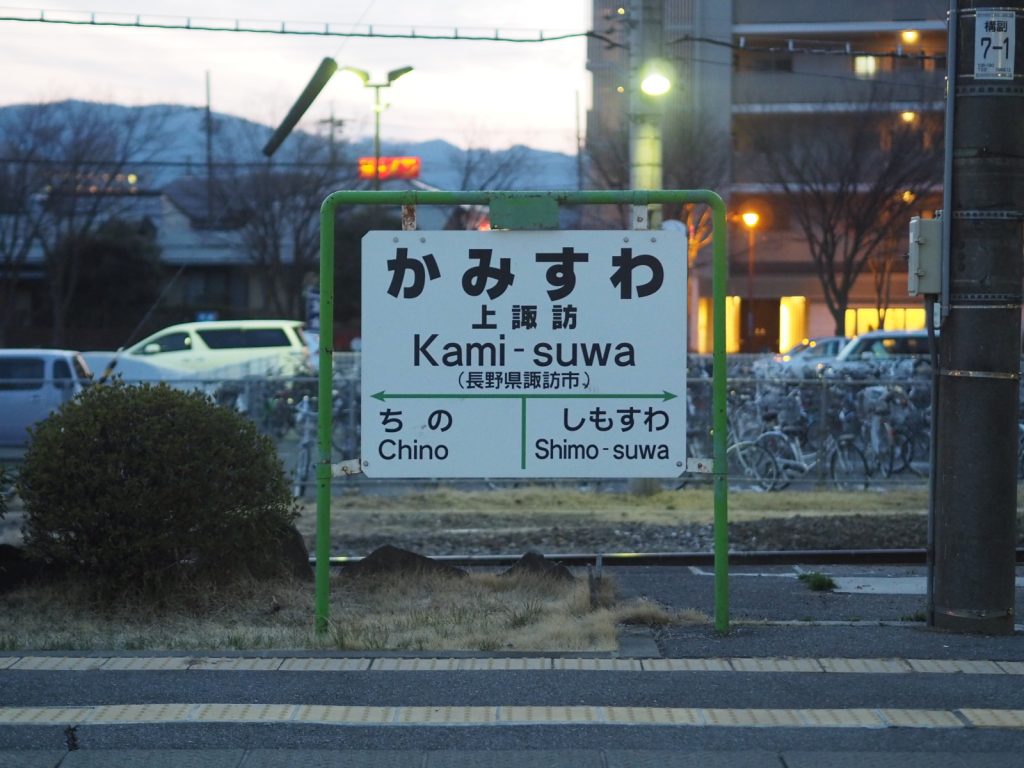 橋副
7-1
かみすわ
上諏訪
Kami-suwa
(長野県諏訪市)
ちの しもすわ
Chino Shimo-suwa